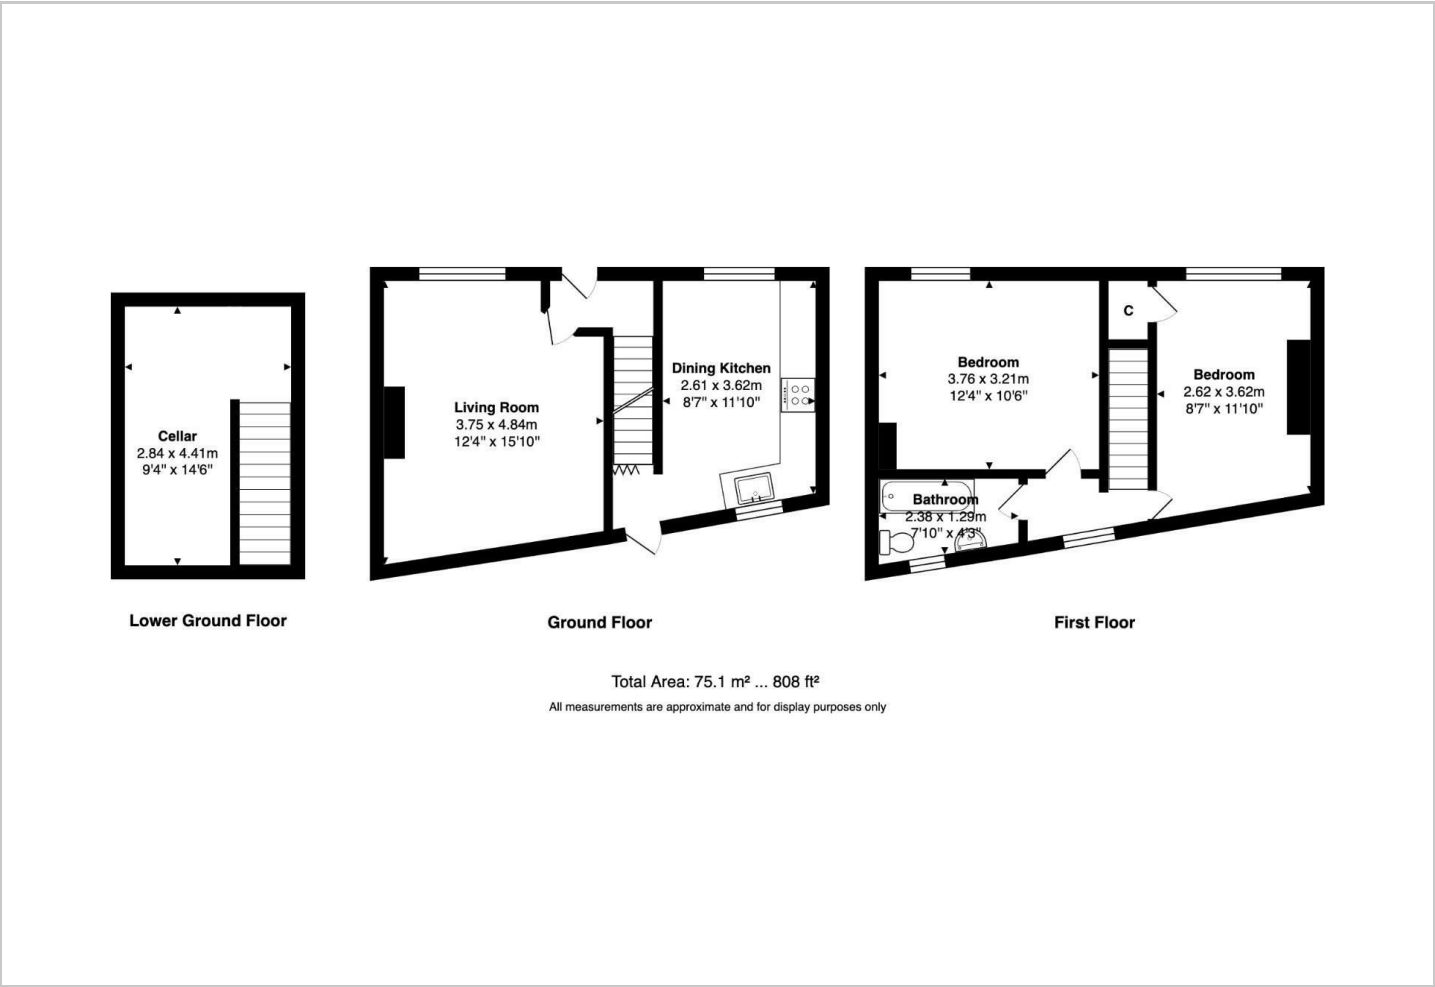 Cellar
2.84 x 4.41m
9'4" x 14'6"
Lower Ground Floor
Living Room
3.75 x 4.84m
12'4" x 15'10"
Dining Kitchen
2.61 x 3.62m
8'7" x 11'10"
Ground Floor
Bedroom
3.76 x 3.21m
12'4" x 10'6"
C
Bedroom
2.62 x 3.62m
8'7" x 11'10"
Bathroom
2.38 x 1.29m
7'10" x 4'3"
First Floor
Total Area: 75.1 m² ... 808 ft²
All measurements are approximate and for display purposes only